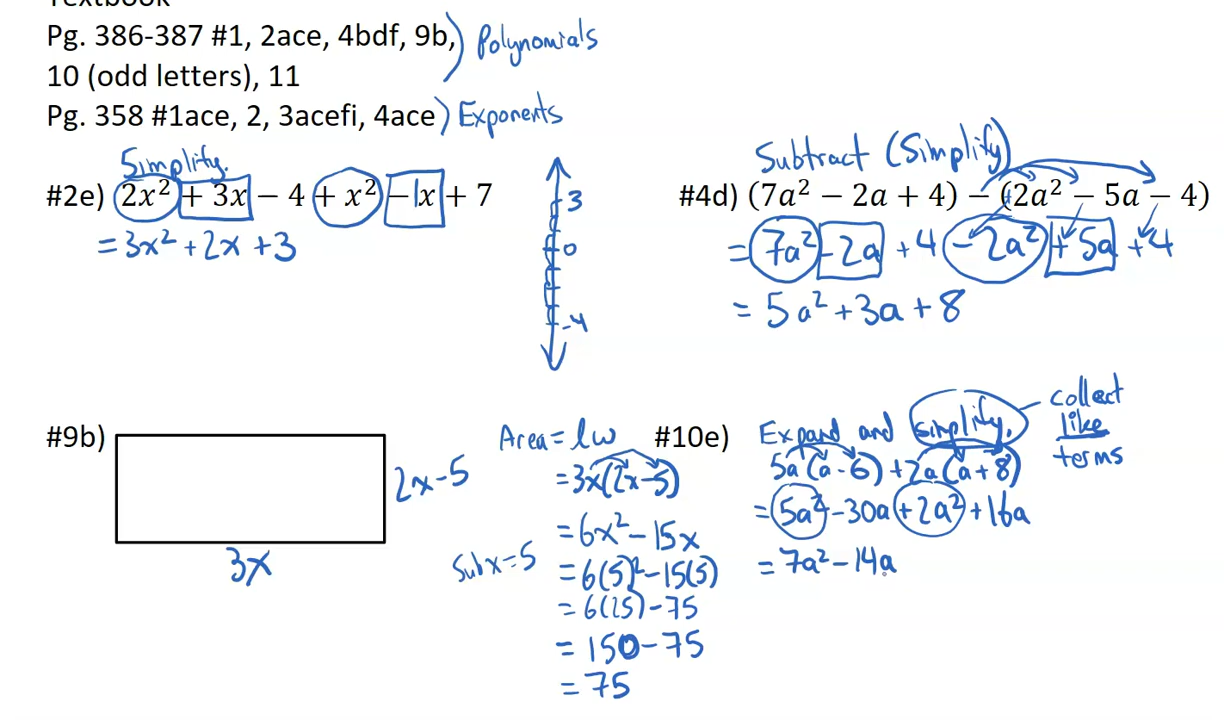 Textbook
Pg. 386-387 #1, 2ace, 4bdf, 9b, ) Polynomials
10 (odd letters), 11
Pg. 358 #1ace, 2, 3acefi, 4ace ) Exponents
Simplify.
#2e) 2x² + 3x − 4 + x² − 1x + 7
= 3x² + 2x + 3
3
0
-4
Subtract (Simplify)
#4d) (7a² − 2a + 4) − (+2a² − 5a − 4)
= 7a² - 2a + 4 - 2a² + 5a + 4
= 5a² + 3a + 8
#9b)
2x-5
3x
Area = lw
= 3x(2x-5)
= 6x² - 15x
Sub x=5
= 6(5)² - 15(5)
= 6(25) - 75
= 150 - 75
= 75
#10e) Expand and simplify.
collect
like
terms
5a(a-6) + 2a(a+8)
= 5a² - 30a + 2a² + 16a
= 7a² - 14a